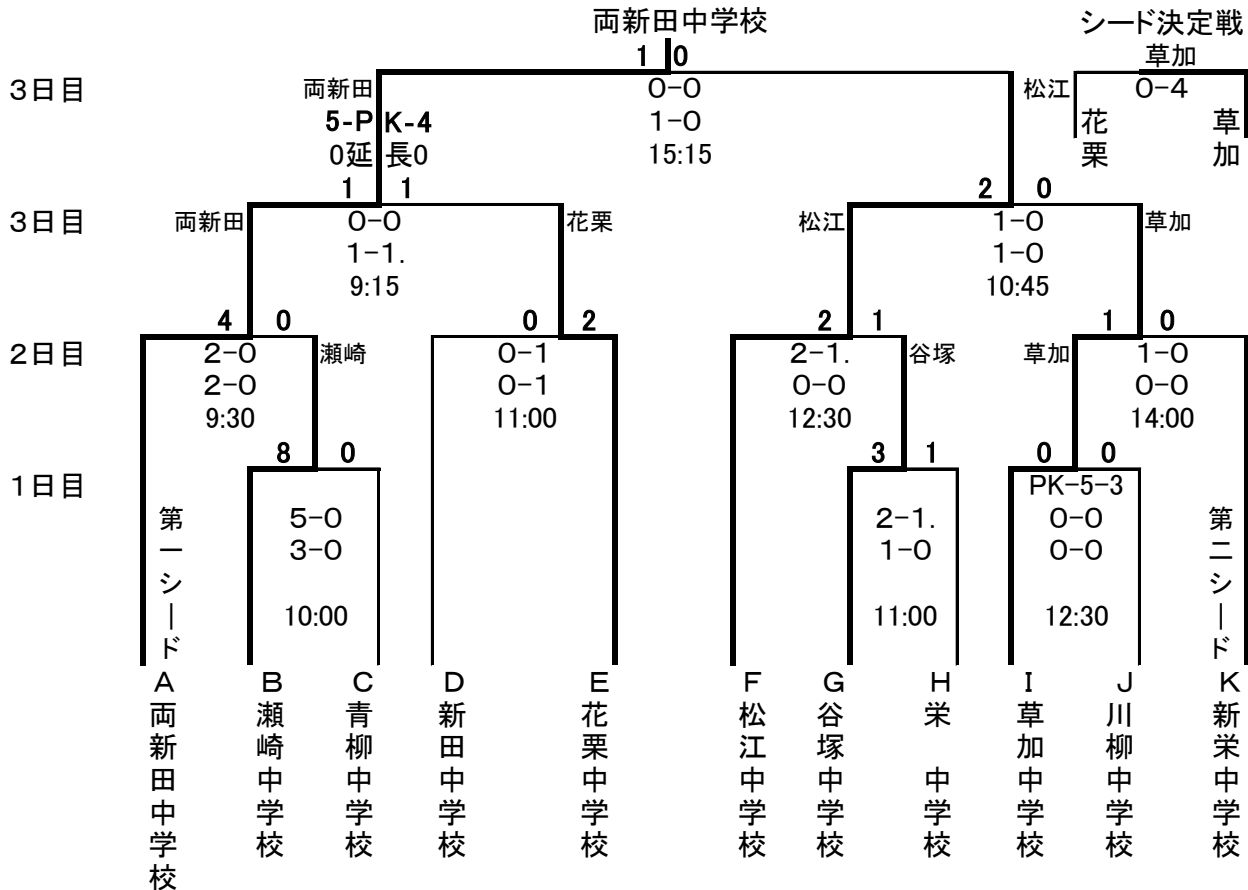 両新田中学校 シード決定戦
1 0 草加
3日目 両新田 0-0 松江 0-4
5-P K-4 1-0 花栗 草加
0延 長0 15:15
1 1 2 0
3日目 両新田 0-0 花栗 松江 1-0 草加
1-1. 1-0
9:15 10:45
4 0 0 2 2 1 1 0
2日目 2-0 瀬崎 0-1 2-1. 谷塚 草加 1-0
2-0 0-1 0-0 0-0
9:30 11:00 12:30 14:00
8 0 3 1 0 0
1日目 PK-5-3
5-0 2-1. 0-0
3-0 1-0 0-0
10:00 11:00 12:30
第一シード
第二シード
A 両新田中学校
B 瀬崎中学校
C 青柳中学校
D 新田中学校
E 花栗中学校
F 松江中学校
G 谷塚中学校
H 栄 中学校
I 草加中学校
J 川柳中学校
K 新栄中学校